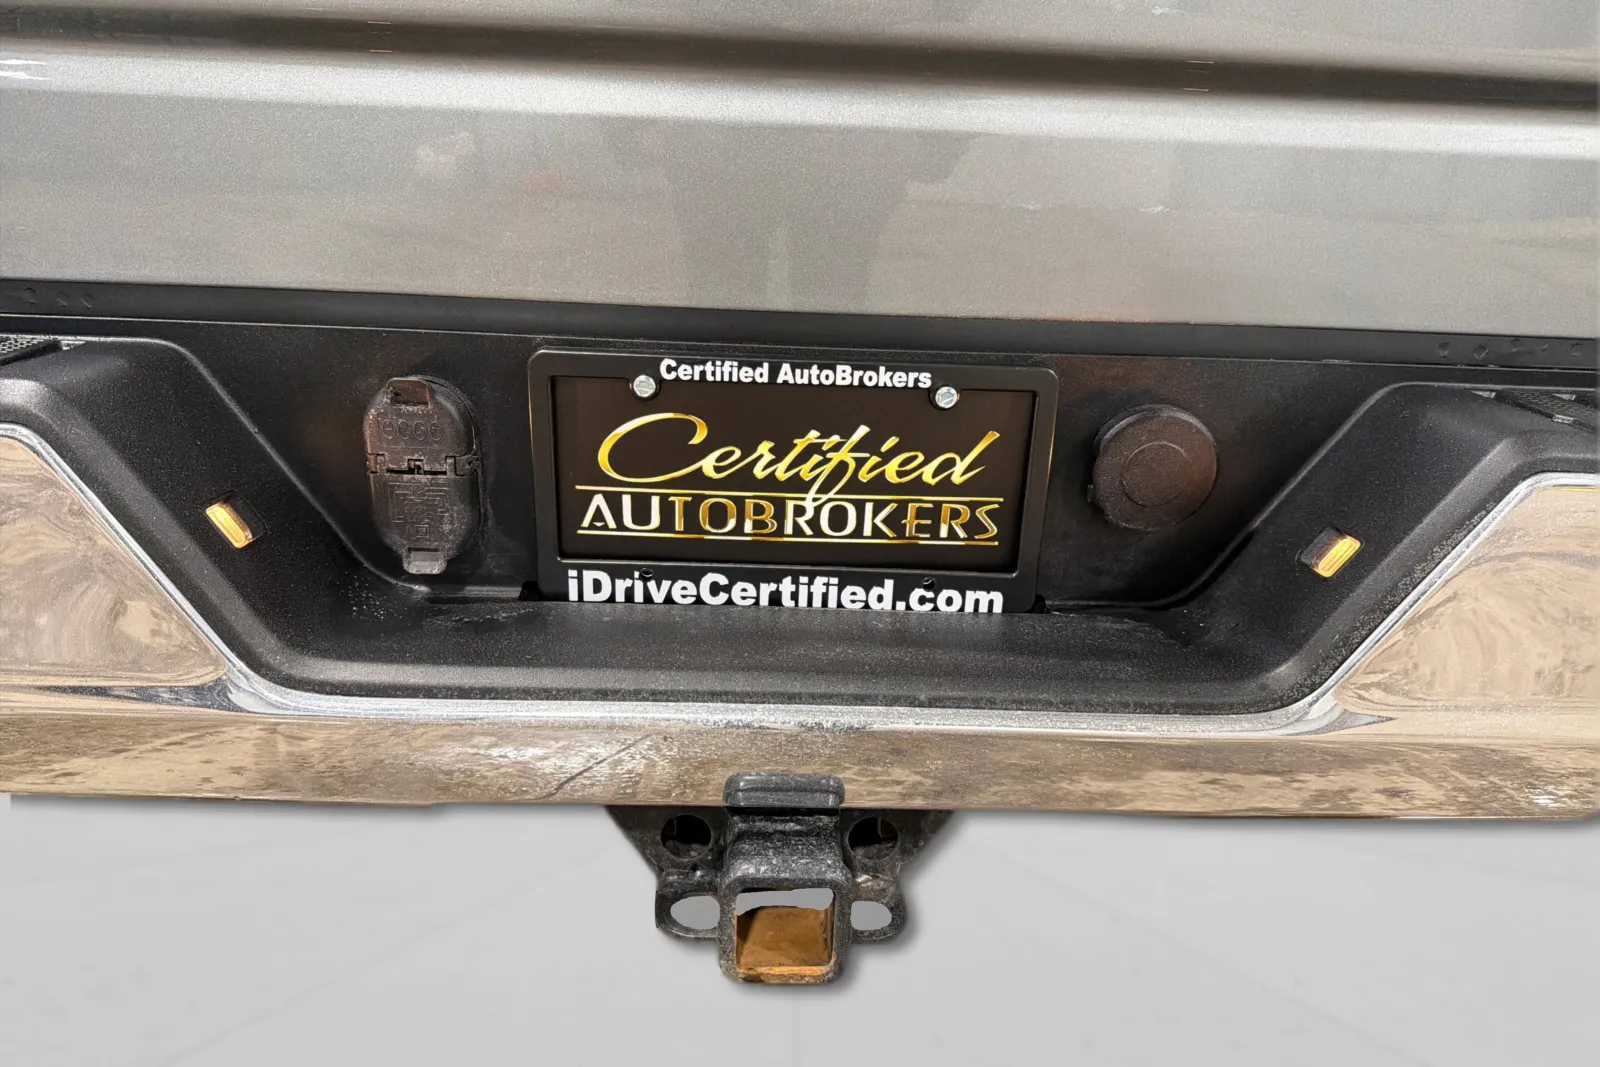 Certified AutoBrokers
Certified
AUTOBROKERS
iDriveCertified.com